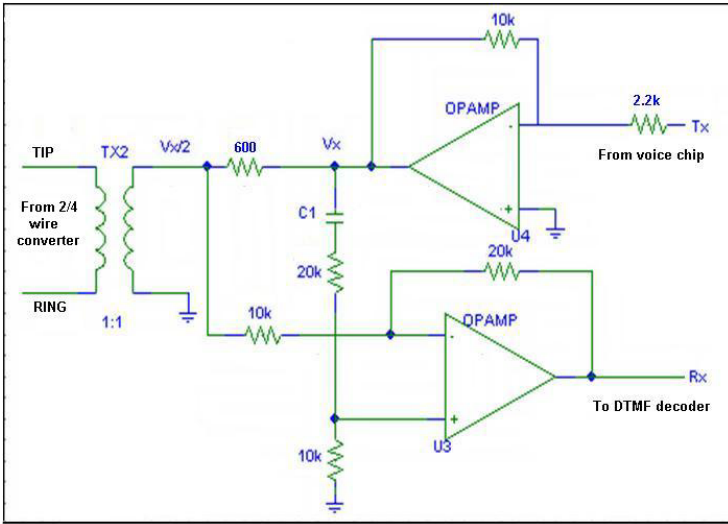 10k
OPAMP
2.2k
-
Tx
From voice chip
+
U4
TIP
TX2
Vx/2
600
Vx
From 2/4
wire
converter
C1
20k
20k
RING
1:1
10k
OPAMP
-
Rx
To DTMF decoder
+
U3
10k